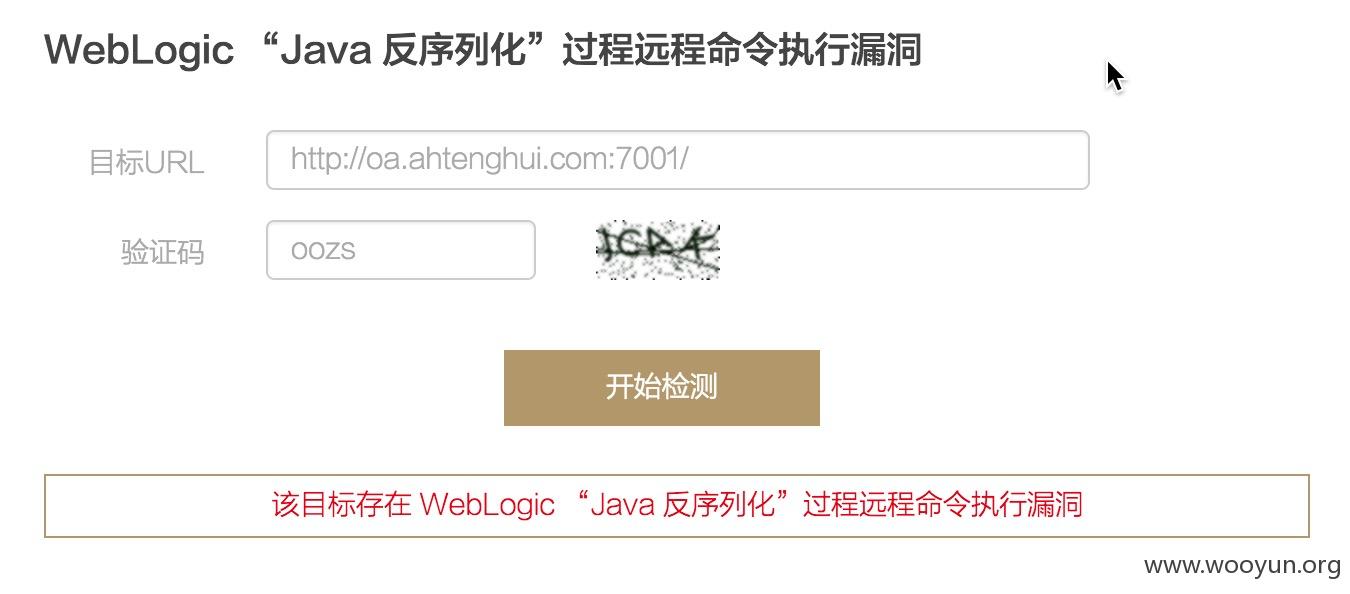 WebLogic “Java 反序列化”过程远程命令执行漏洞
目标URL http://oa.ahtenghui.com:7001/
验证码 oozs
开始检测
该目标存在 WebLogic “Java 反序列化”过程远程命令执行漏洞
www.wooyun.org